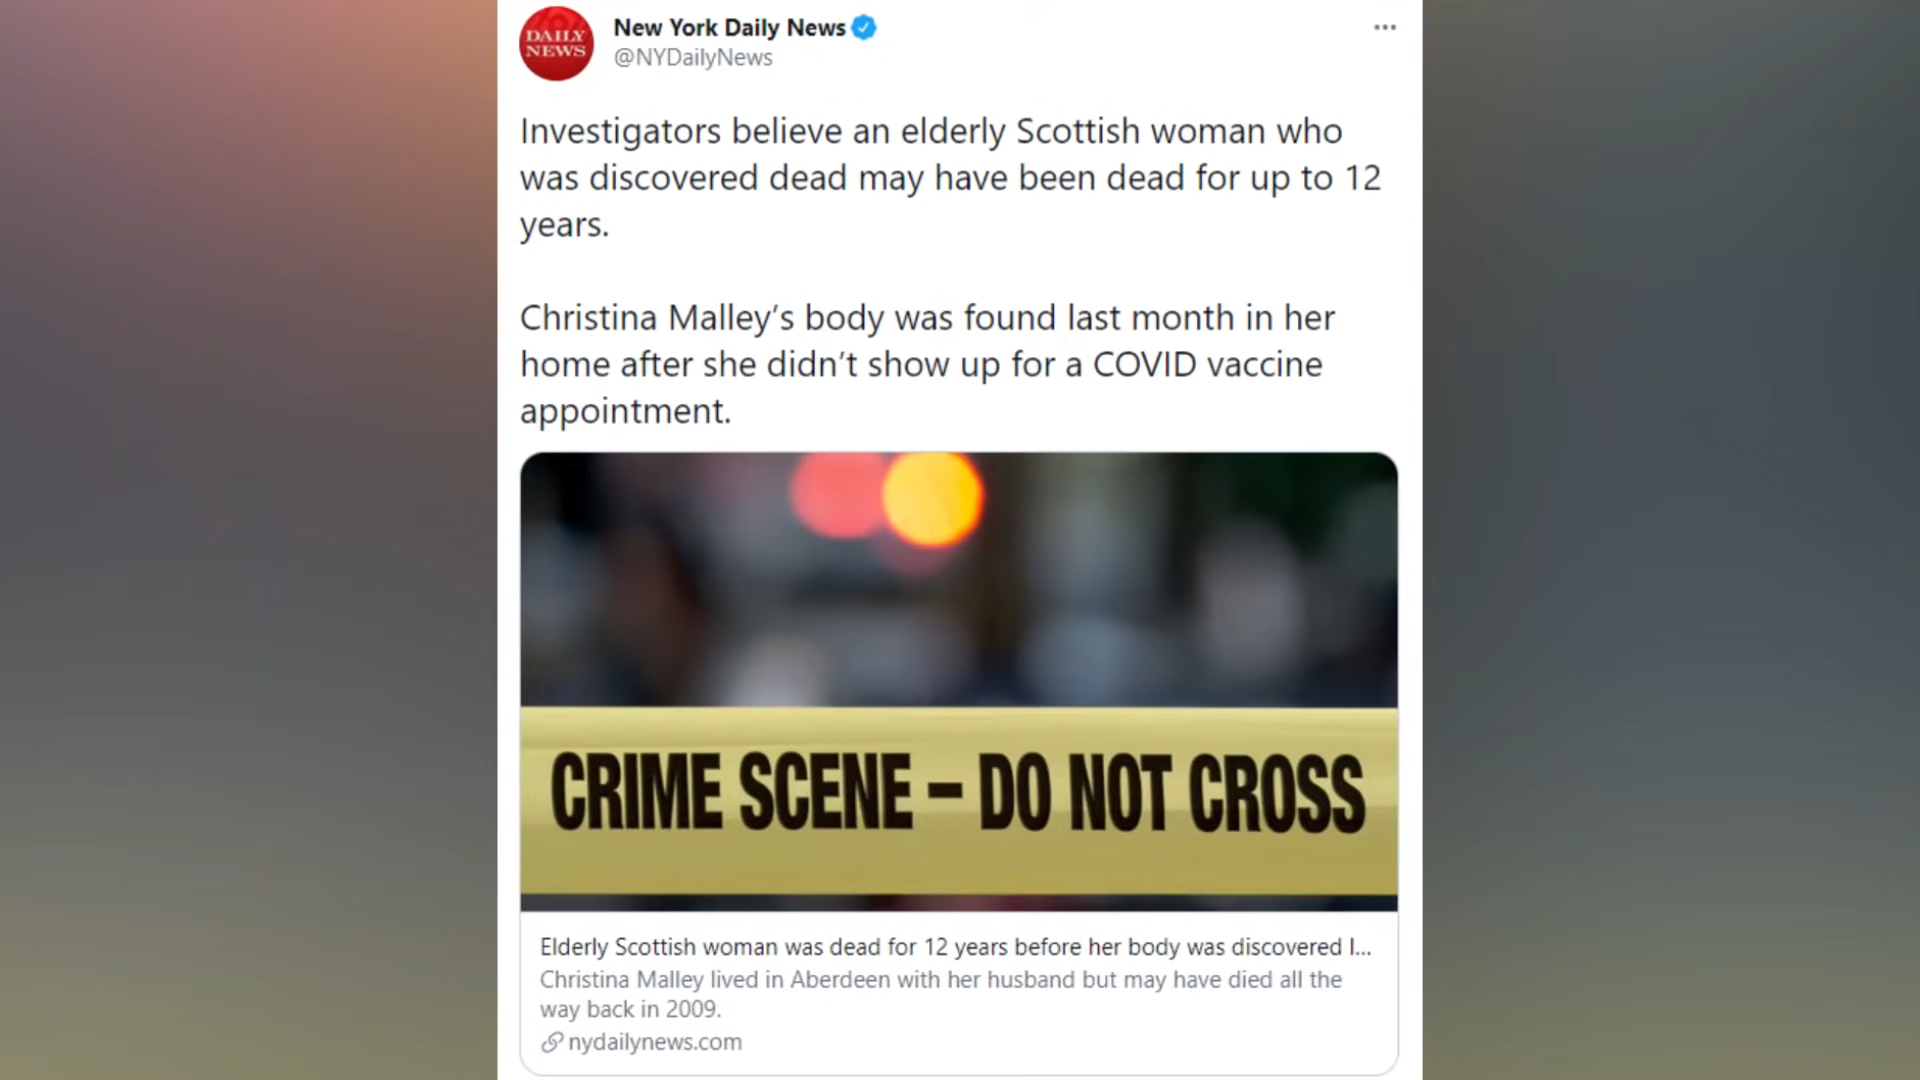 DAILY
NEWS
New York Daily News
@NYDailyNews
Investigators believe an elderly Scottish woman who
was discovered dead may have been dead for up to 12
years.
Christina Malley’s body was found last month in her
home after she didn’t show up for a COVID vaccine
appointment.
CRIME SCENE – DO NOT CROSS
Elderly Scottish woman was dead for 12 years before her body was discovered I...
Christina Malley lived in Aberdeen with her husband but may have died all the
way back in 2009.
nydailynews.com